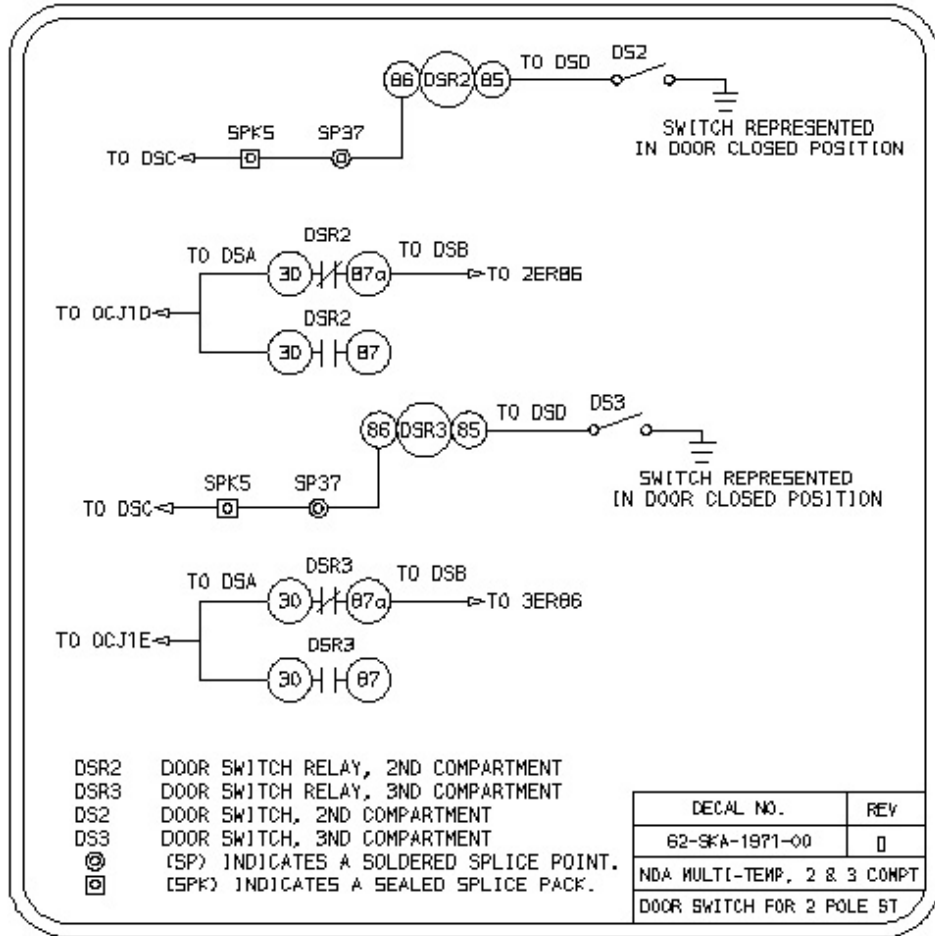 86 DSR2 85 TO DSD DS2
SWITCH REPRESENTED
IN DOOR CLOSED POSITION
SPK5 SP37
TO DSC
DSR2
TO DSA 30 87a TO DSB TO 2ER86
TO OCJ1D
DSR2
30 87
86 DSR3 85 TO DSD DS3
SWITCH REPRESENTED
IN DOOR CLOSED POSITION
SPK5 SP37
TO DSC
DSR3
TO DSA 30 87a TO DSB TO 3ER86
TO OCJ1E
DSR3
30 87
DSR2 DOOR SWITCH RELAY, 2ND COMPARTMENT
DSR3 DOOR SWITCH RELAY, 3ND COMPARTMENT
DS2 DOOR SWITCH, 2ND COMPARTMENT
DS3 DOOR SWITCH, 3ND COMPARTMENT
(SP) INDICATES A SOLDERED SPLICE POINT.
(SPK) INDICATES A SEALED SPLICE PACK.
DECAL NO. REV
62-SKA-1971-00 0
NDA MULTI-TEMP, 2 & 3 COMPT
DOOR SWITCH FOR 2 POLE ST